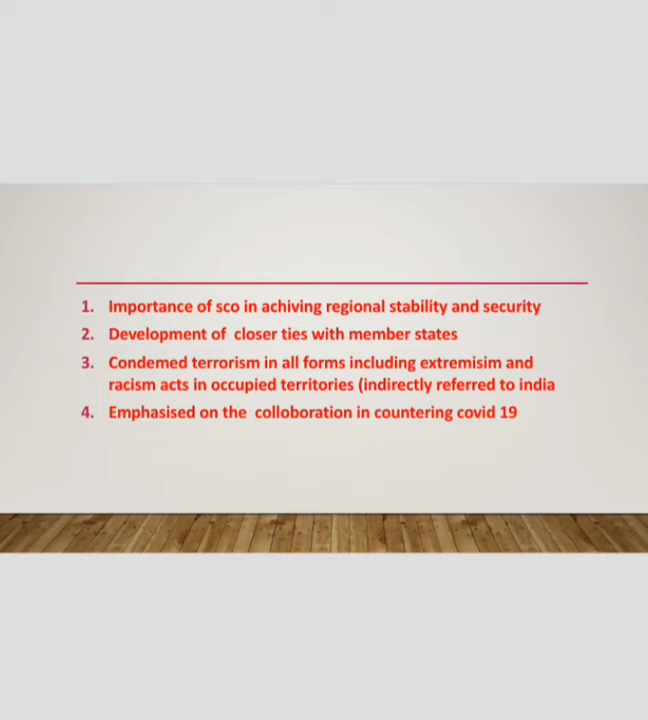 1. Importance of sco in achiving regional stability and security
2. Development of closer ties with member states
3. Condemed terrorism in all forms including extremisim and
racism acts in occupied territories (indirectly referred to india
4. Emphasised on the colloboration in countering covid 19